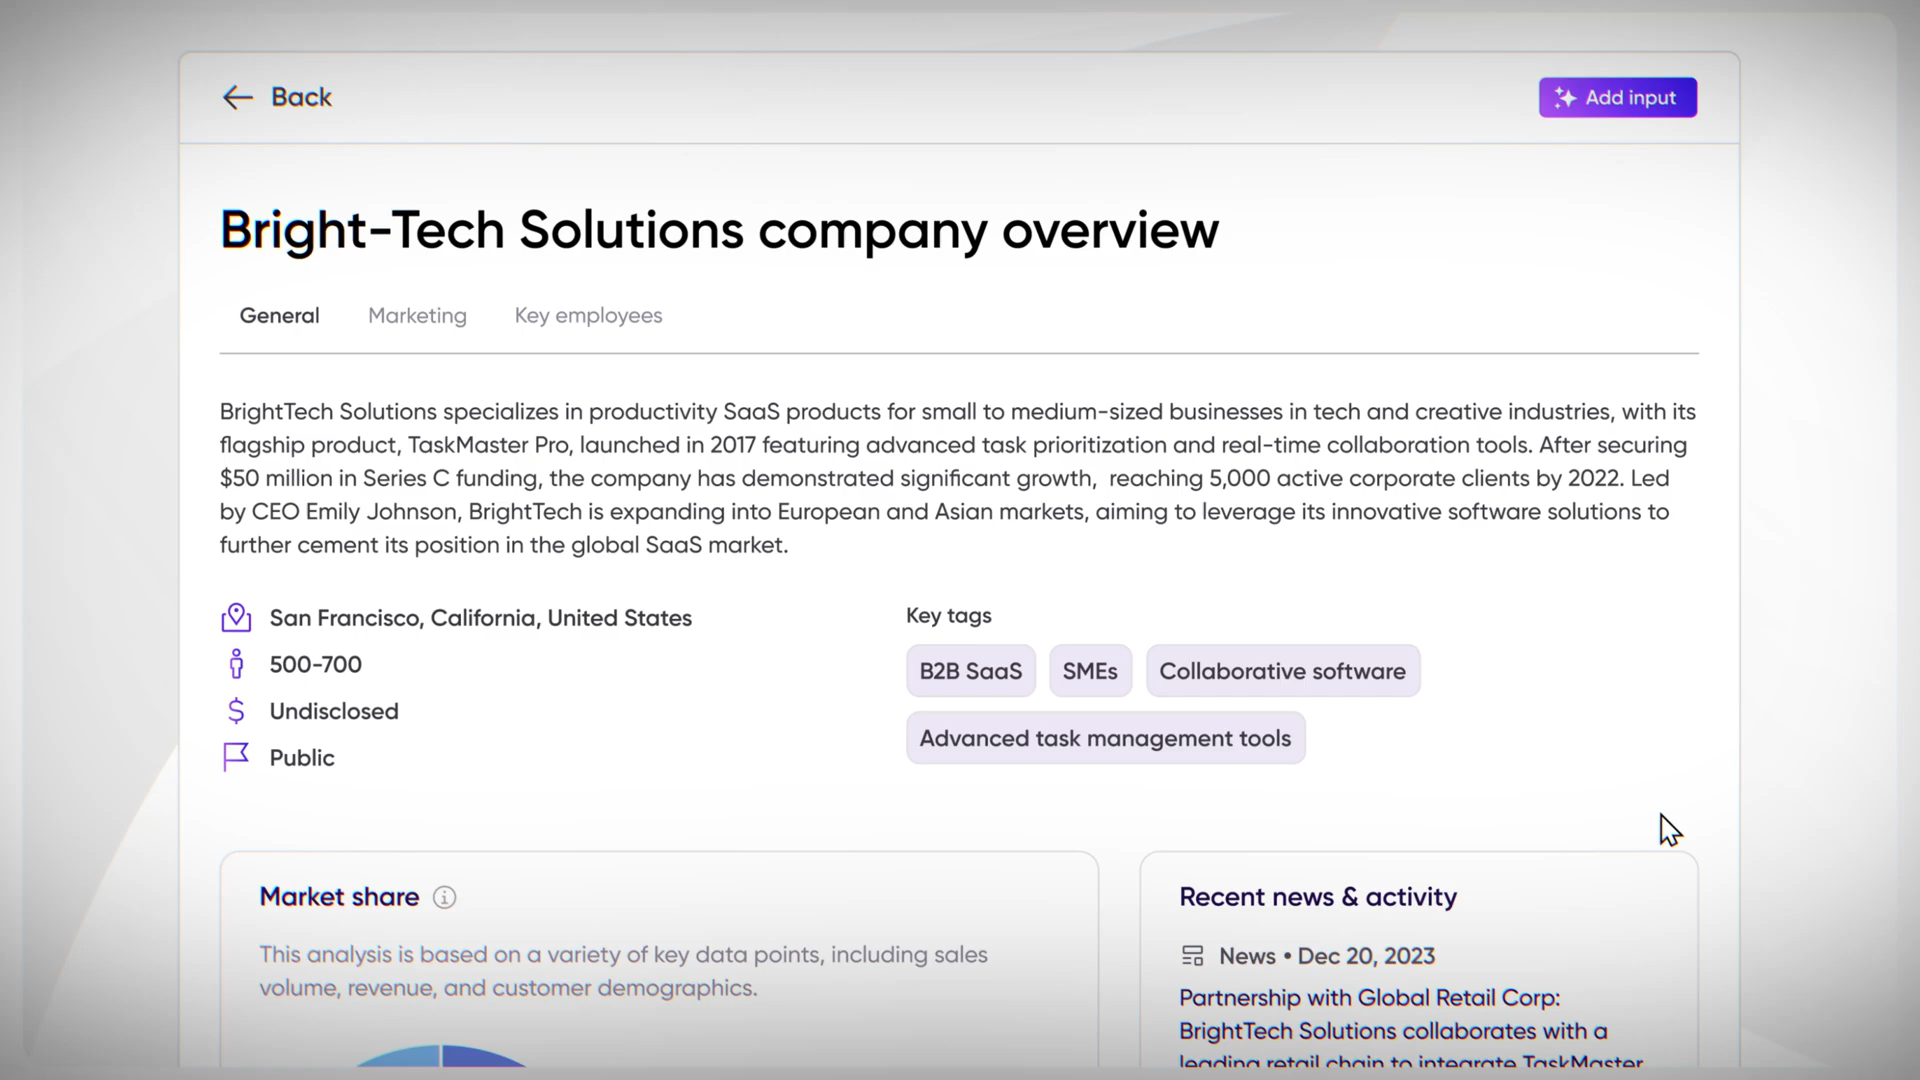 Back
Add input
Bright-Tech Solutions company overview
General Marketing Key employees
BrightTech Solutions specializes in productivity SaaS products for small to medium-sized businesses in tech and creative industries, with its
flagship product, TaskMaster Pro, launched in 2017 featuring advanced task prioritization and real-time collaboration tools. After securing
$50 million in Series C funding, the company has demonstrated significant growth,  reaching 5,000 active corporate clients by 2022. Led
by CEO Emily Johnson, BrightTech is expanding into European and Asian markets, aiming to leverage its innovative software solutions to
further cement its position in the global SaaS market.
San Francisco, California, United States
500-700
Undisclosed
Public
Key tags
B2B SaaS SMEs Collaborative software
Advanced task management tools
Market share
This analysis is based on a variety of key data points, including sales
volume, revenue, and customer demographics.
Recent news & activity
News • Dec 20, 2023
Partnership with Global Retail Corp:
BrightTech Solutions collaborates with a
leading retail chain to integrate TaskMaster